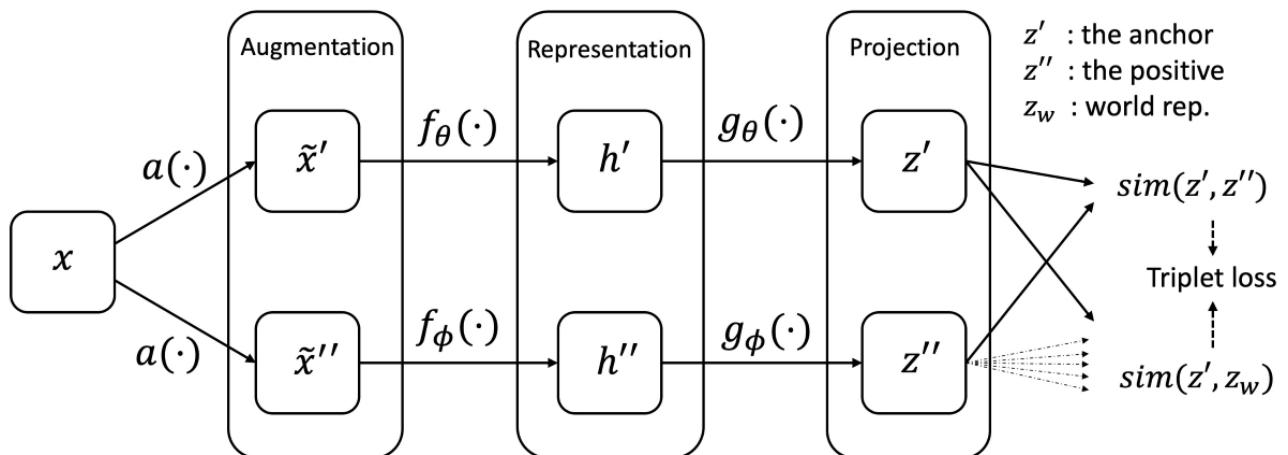 Augmentation
Representation
Projection
z′ : the anchor
z′′ : the positive
z_w : world rep.
a(·)
x̃′
f_θ(·)
h′
g_θ(·)
z′
sim(z′, z′′)
x
Triplet loss
a(·)
x̃′′
f_ϕ(·)
h′′
g_ϕ(·)
z′′
sim(z′, z_w)